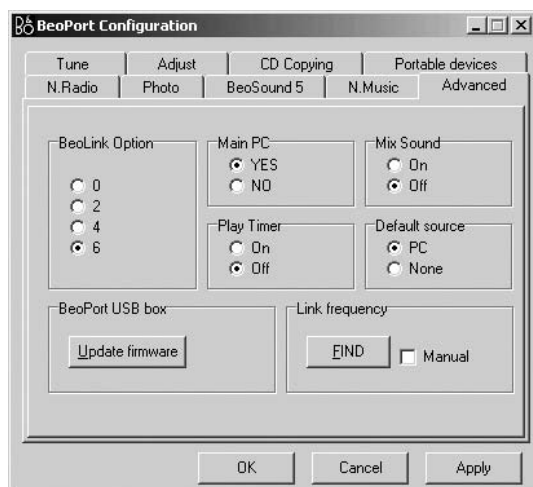 B&O BeoPort Configuration
Tune Adjust CD Copying Portable devices
N.Radio Photo BeoSound 5 N.Music Advanced
BeoLink Option
0
2
4
6
Main PC
YES
NO
Mix Sound
On
Off
Play Timer
On
Off
Default source
PC
None
BeoPort USB box
Update firmware
Link frequency
FIND
Manual
OK Cancel Apply